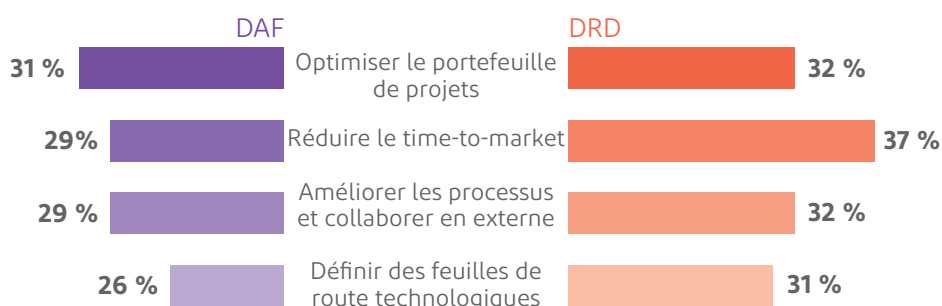 DAF DRD
31 % Optimiser le portefeuille
de projets 32 %
29% Réduire le time-to-market 37 %
29 % Améliorer les processus
et collaborer en externe 32 %
26 % Définir des feuilles de
route technologiques 31 %